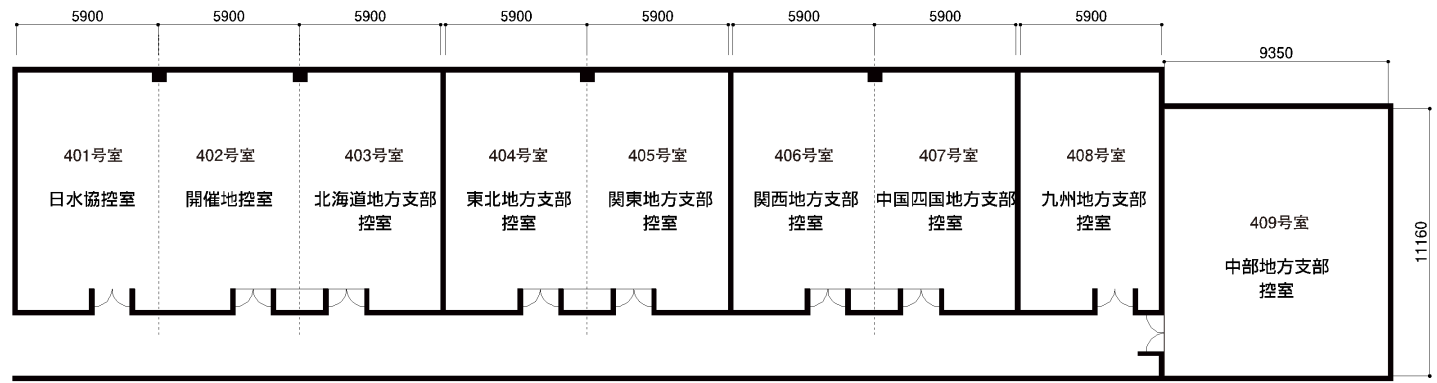 5900
5900
5900
5900
5900
5900
5900
5900
9350
401号室
日水協控室
402号室
開催地控室
403号室
北海道地方支部
控室
404号室
東北地方支部
控室
405号室
関東地方支部
控室
406号室
関西地方支部
控室
407号室
中国四国地方支部
控室
408号室
九州地方支部
控室
409号室
中部地方支部
控室
11160